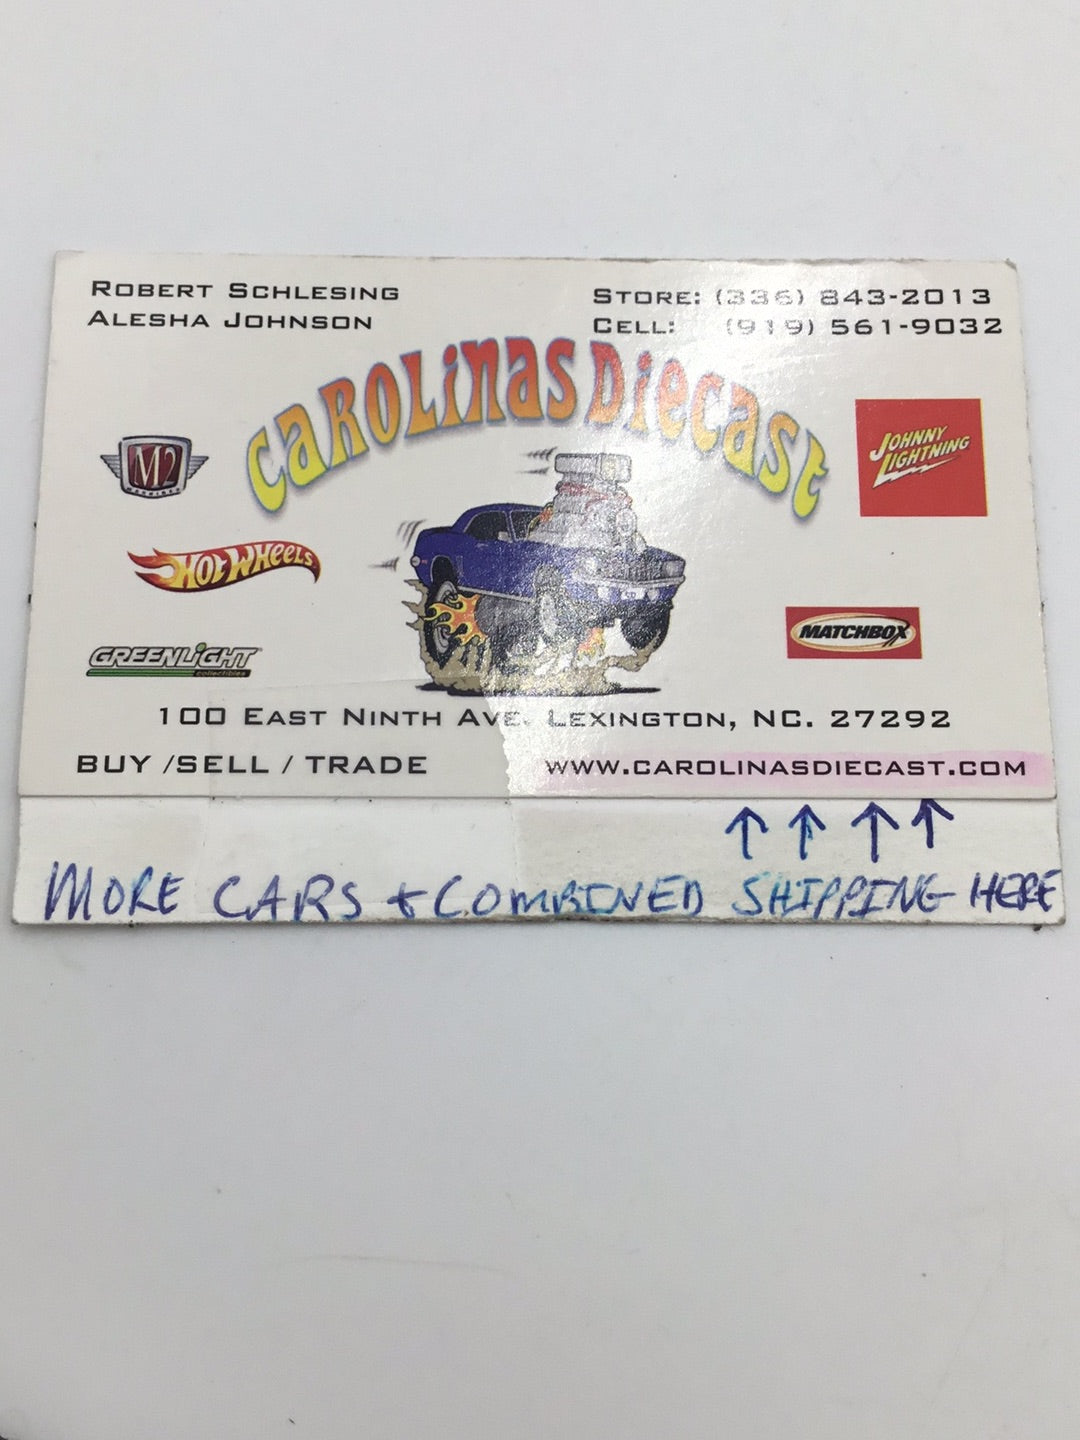 ROBERT SCHLESING
ALESHA JOHNSON
STORE: (336) 843-2013
CELL: (919) 561-9032
CAROLINAS DIECAST
M2
MACHINES
JOHNNY
LIGHTNING
HOT WHEELS
MATCHBOX
GREENLIGHT
collectibles
100 EAST NINTH AVE. LEXINGTON, NC. 27292
BUY /SELL / TRADE
WWW.CAROLINASDIECAST.COM
MORE CARS + COMBINED SHIPPING HERE